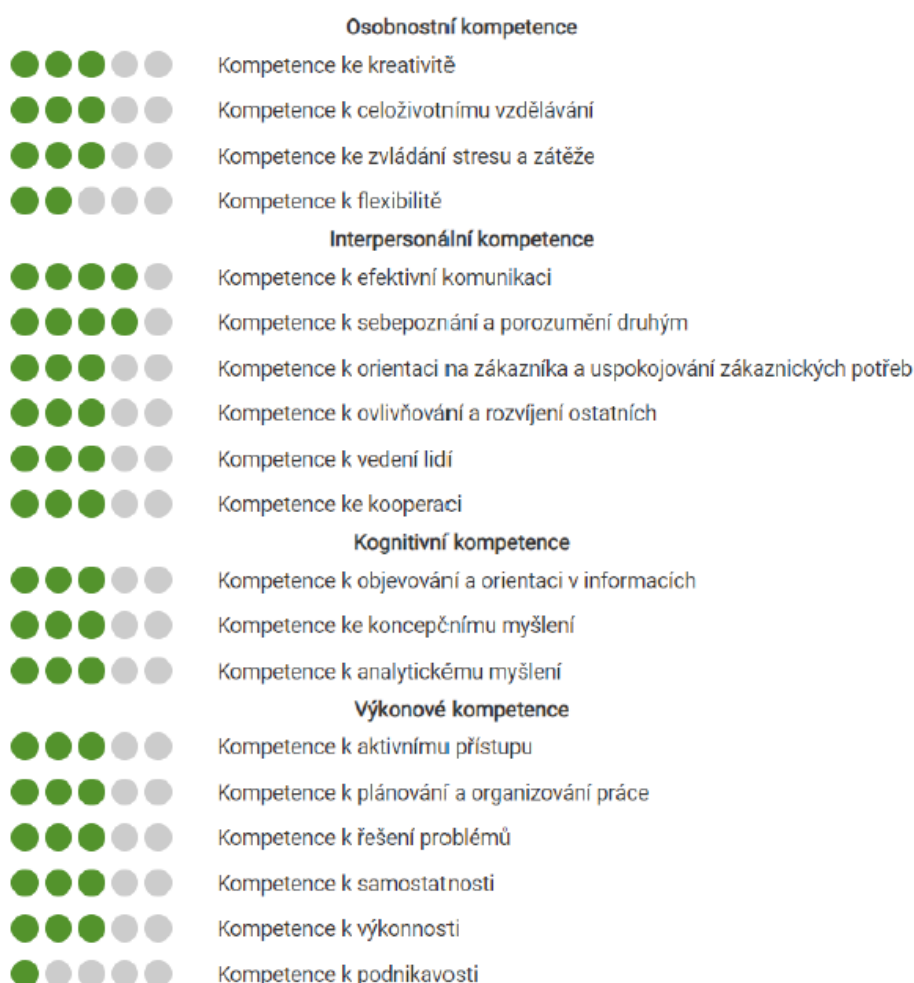 Osobnostní kompetence
Kompetence ke kreativitě
Kompetence k celoživotnímu vzdělávání
Kompetence ke zvládání stresu a zátěže
Kompetence k flexibilitě
Interpersonální kompetence
Kompetence k efektivní komunikaci
Kompetence k sebepoznání a porozumění druhým
Kompetence k orientaci na zákazníka a uspokojování zákaznických potřeb
Kompetence k ovlivňování a rozvíjení ostatních
Kompetence k vedení lidí
Kompetence ke kooperaci
Kognitivní kompetence
Kompetence k objevování a orientaci v informacích
Kompetence ke koncepčnímu myšlení
Kompetence k analytickému myšlení
Výkonové kompetence
Kompetence k aktivnímu přístupu
Kompetence k plánování a organizování práce
Kompetence k řešení problémů
Kompetence k samostatnosti
Kompetence k výkonnosti
Kompetence k podnikavosti